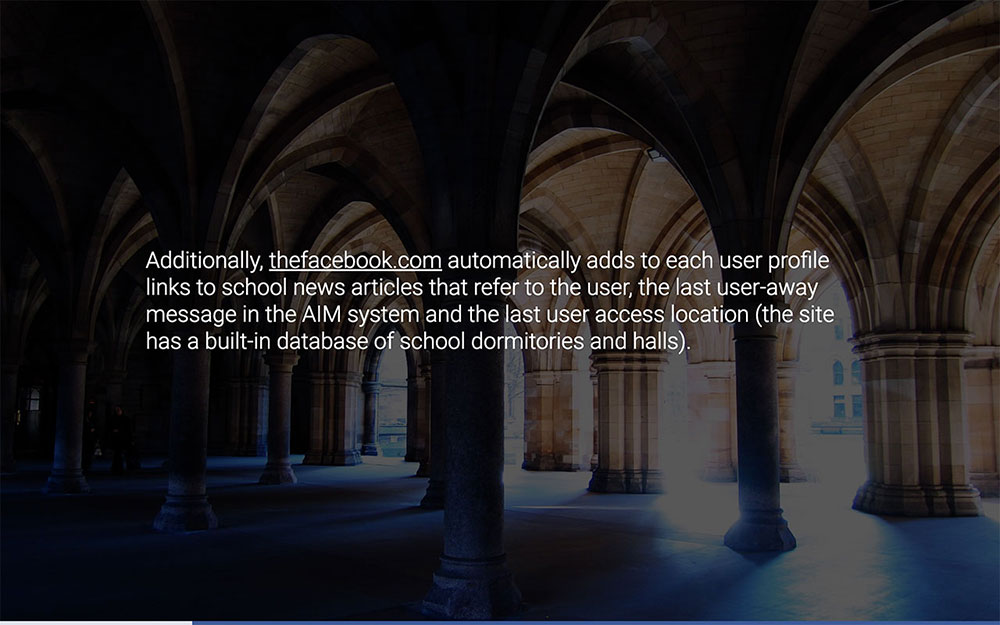 Additionally, thefacebook.com automatically adds to each user profile
links to school news articles that refer to the user, the last user-away
message in the AIM system and the last user access location (the site
has a built-in database of school dormitories and halls).